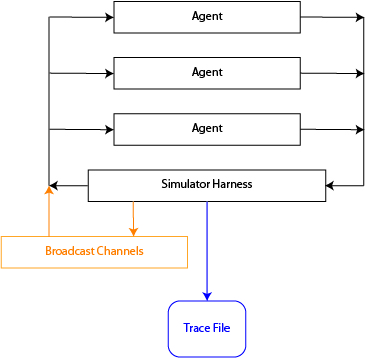 Agent
Agent
Agent
Simulator Harness
Broadcast Channels
Trace File